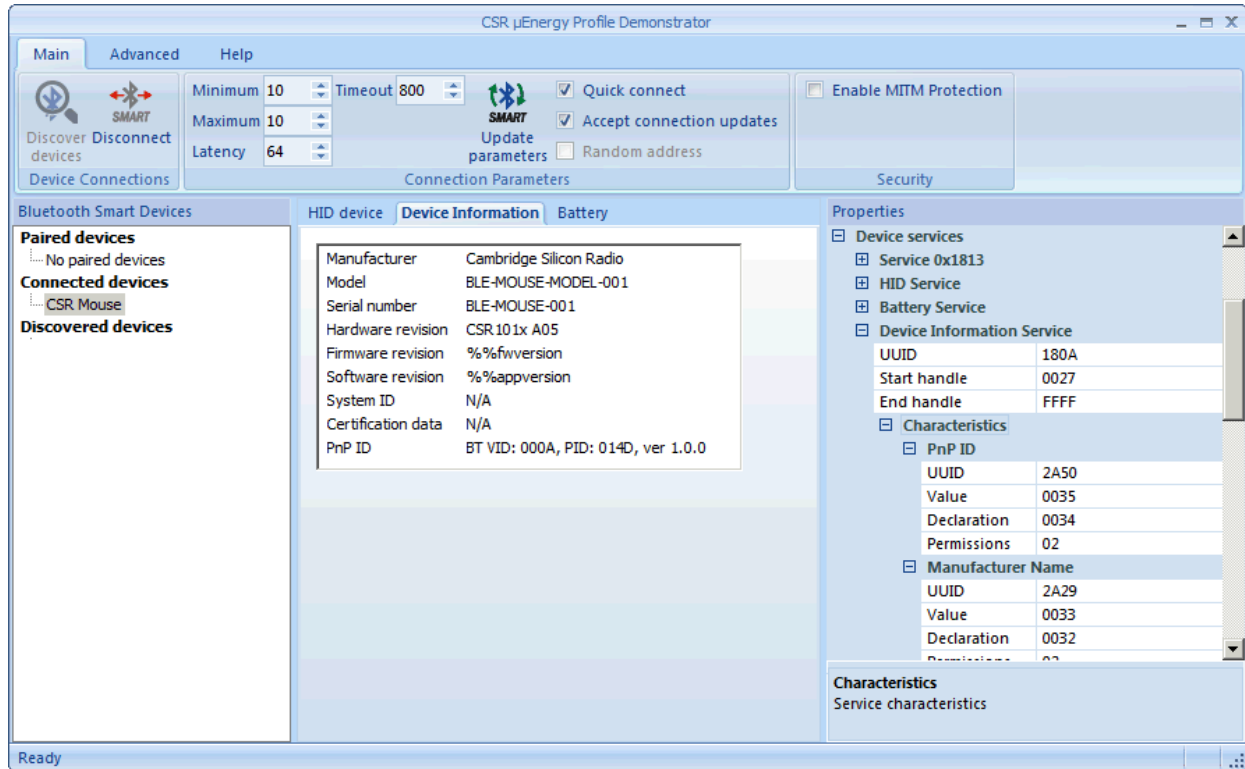 CSR µEnergy Profile Demonstrator
Main Advanced Help
Discover devices
SMART
Disconnect
Device Connections
Minimum 10
Maximum 10
Latency 64
Timeout 800
SMART
Update parameters
Quick connect
Accept connection updates
Random address
Connection Parameters
Enable MITM Protection
Security
Bluetooth Smart Devices
Paired devices
No paired devices
Connected devices
CSR Mouse
Discovered devices
HID device Device Information Battery
Manufacturer Cambridge Silicon Radio
Model BLE-MOUSE-MODEL-001
Serial number BLE-MOUSE-001
Hardware revision CSR101x A05
Firmware revision %%fwversion
Software revision %%appversion
System ID N/A
Certification data N/A
PnP ID BT VID: 000A, PID: 014D, ver 1.0.0
Properties
Device services
Service 0x1813
HID Service
Battery Service
Device Information Service
UUID 180A
Start handle 0027
End handle FFFF
Characteristics
PnP ID
UUID 2A50
Value 0035
Declaration 0034
Permissions 02
Manufacturer Name
UUID 2A29
Value 0033
Declaration 0032
Characteristics
Service characteristics
Ready